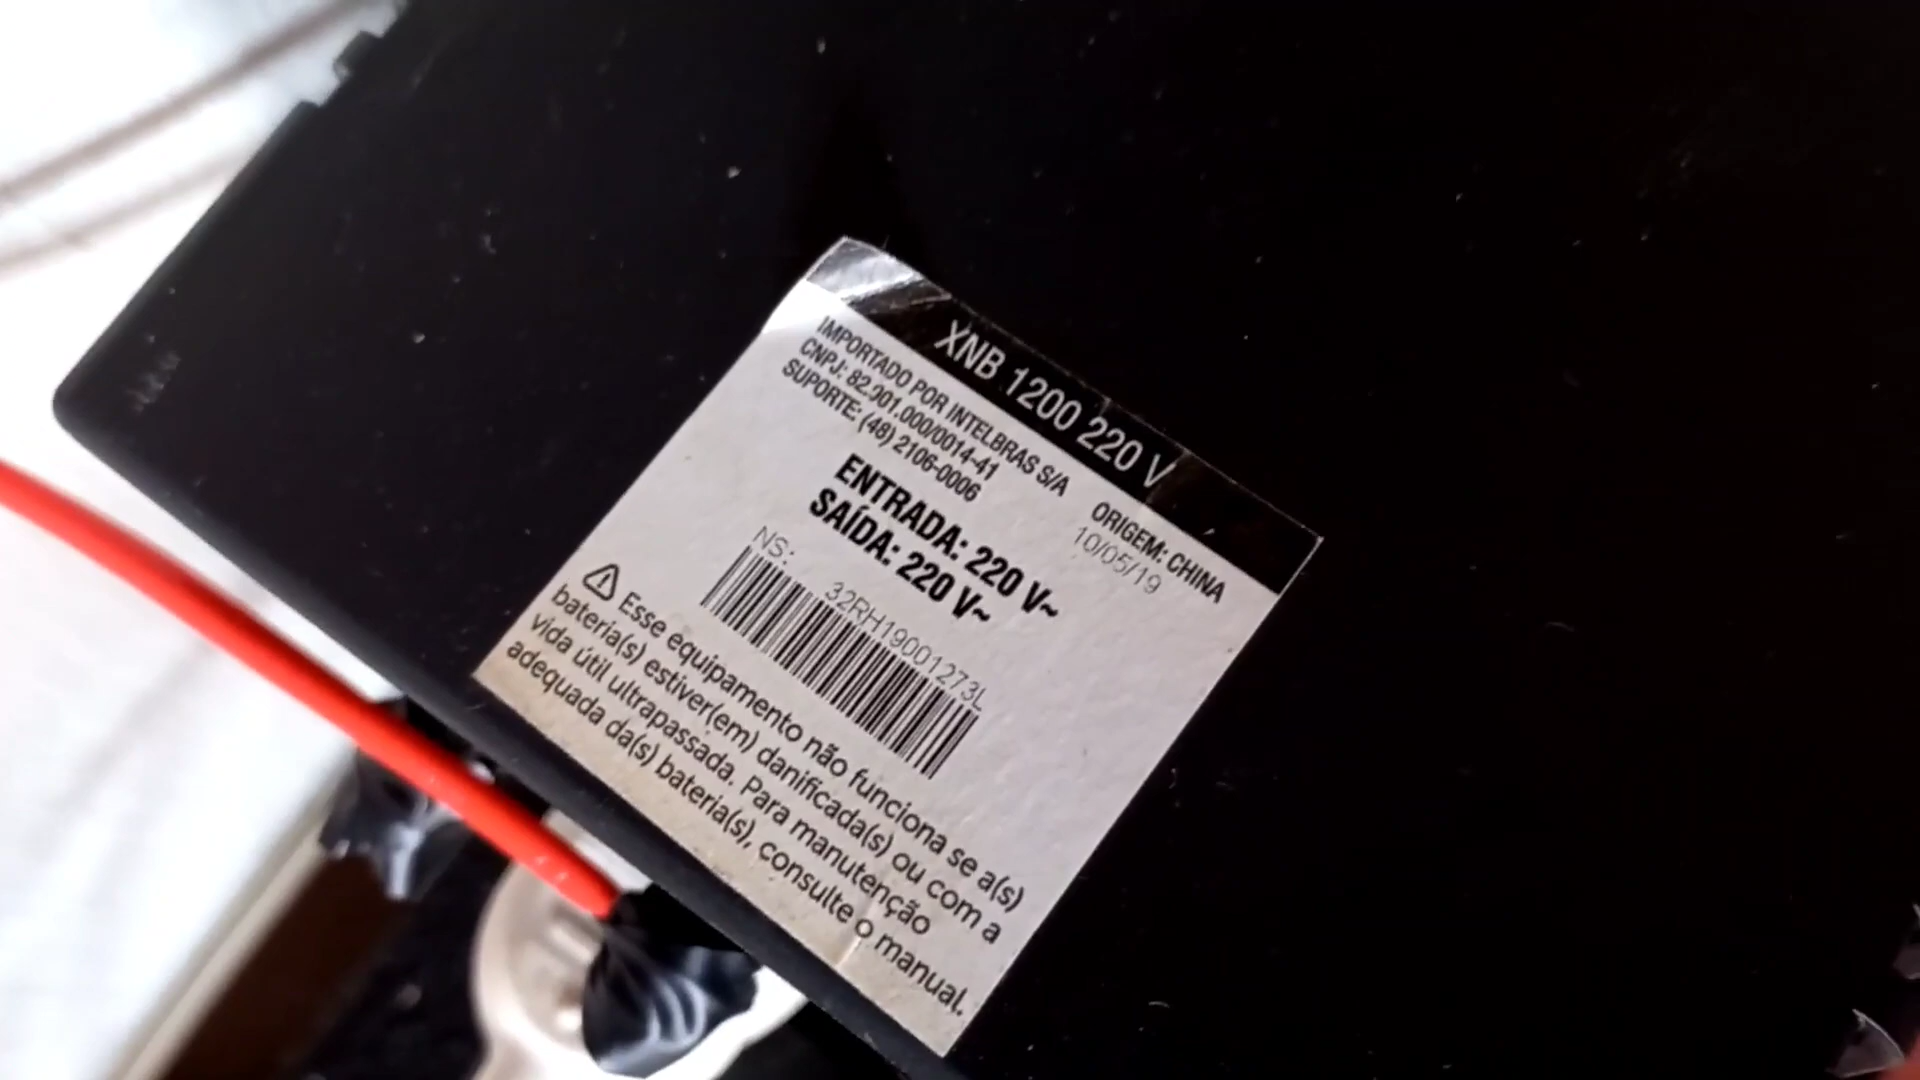 XNB 1200 220 V
IMPORTADO POR INTELBRAS S/A
CNPJ: 82.901.000/0014-41
SUPORTE: (48) 2106-0006
ORIGEM: CHINA
10/05/19
ENTRADA: 220 V~
SAÍDA: 220 V~
NS:
32RH19001273L
Esse equipamento não funciona se a(s)
bateria(s) estiver(em) danificada(s) ou com a
vida útil ultrapassada. Para manutenção
adequada da(s) bateria(s), consulte o manual.